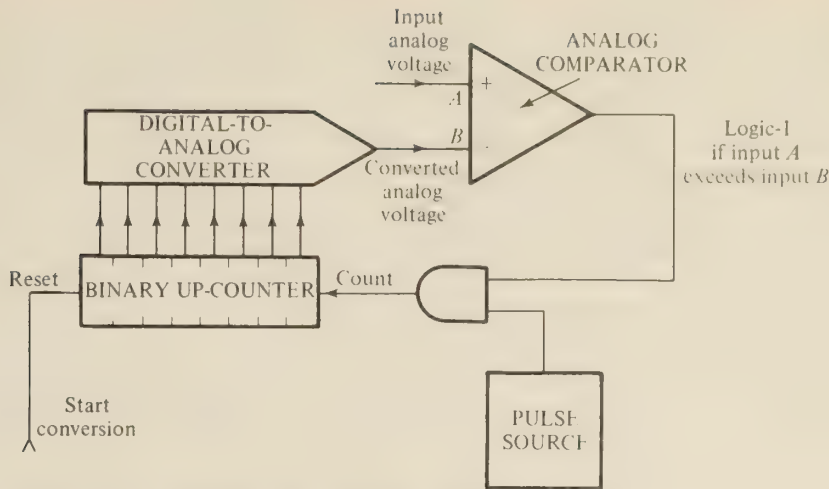 Input
analog
voltage
ANALOG
COMPARATOR
A
+
DIGITAL-TO-
ANALOG
CONVERTER
B
-
Converted
analog
voltage
Logic-1
if input A
exceeds input B
Reset
BINARY UP-COUNTER
Count
Start
conversion
PULSE
SOURCE